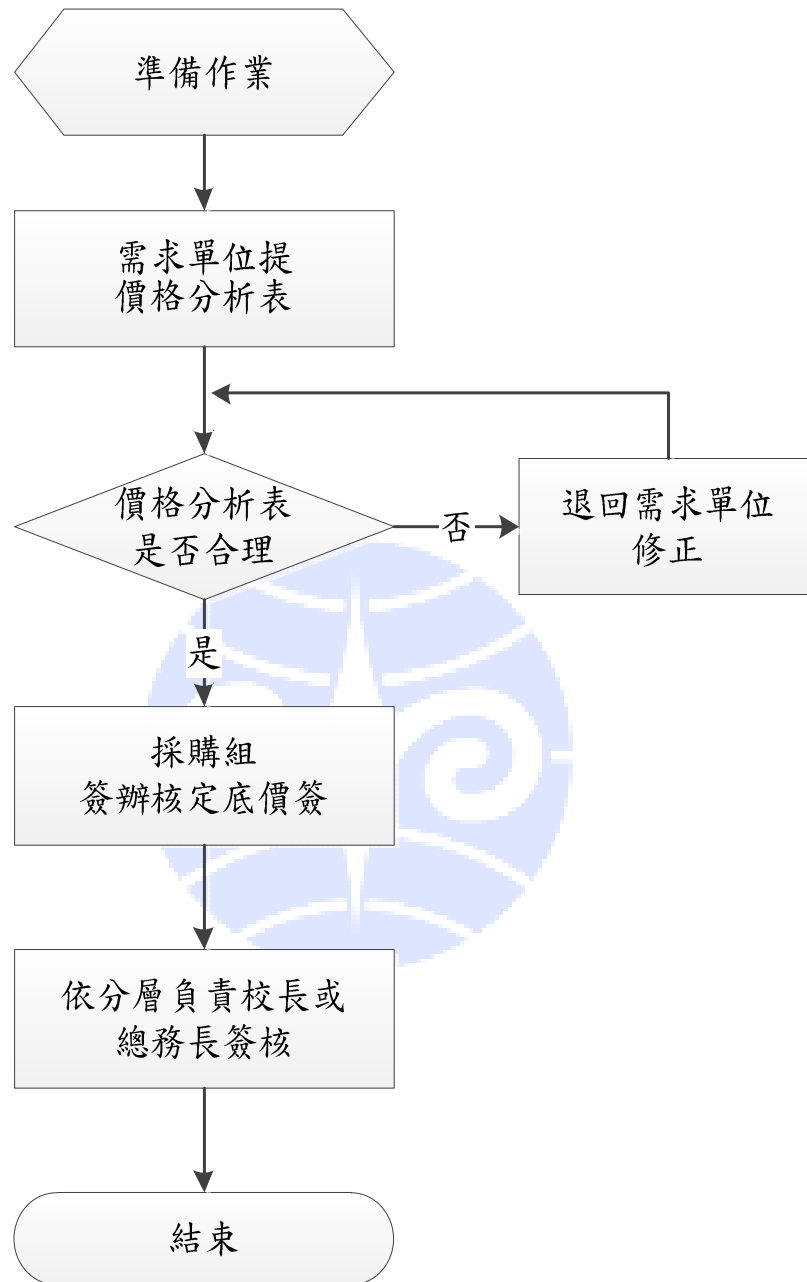 準備作業
需求單位提
價格分析表
價格分析表
是否合理
否
退回需求單位
修正
是
採購組
簽辦核定底價簽
依分層負責校長或
總務長簽核
結束